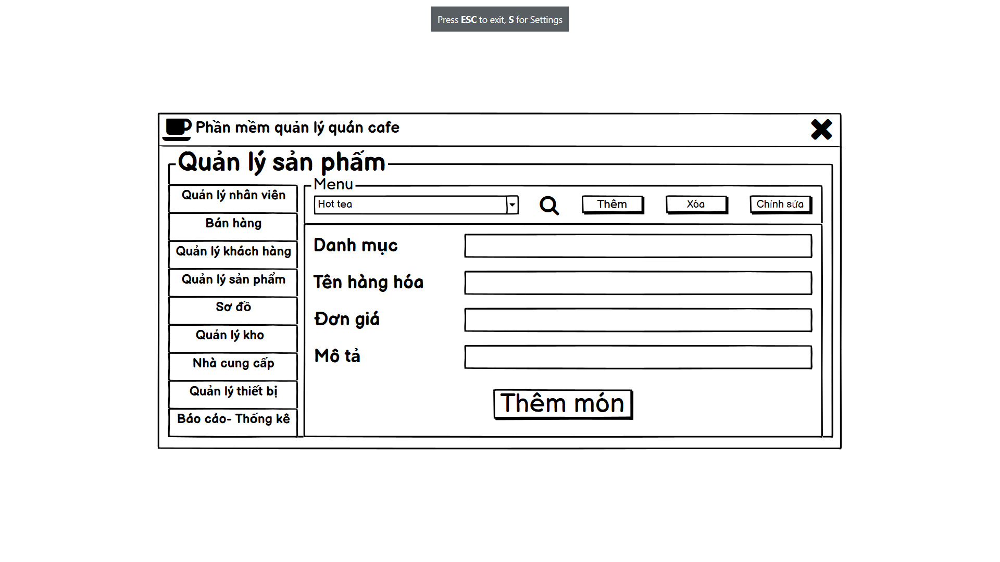 Press ESC to exit, S for Settings
Phần mềm quản lý quán cafe
Quản lý sản phẩm
Menu
Hot tea
Thêm
Xóa
Chỉnh sửa
Quản lý nhân viên
Bán hàng
Quản lý khách hàng
Quản lý sản phẩm
Sơ đồ
Quản lý kho
Nhà cung cấp
Quản lý thiết bị
Báo cáo- Thống kê
Danh mục
Tên hàng hóa
Đơn giá
Mô tả
Thêm món